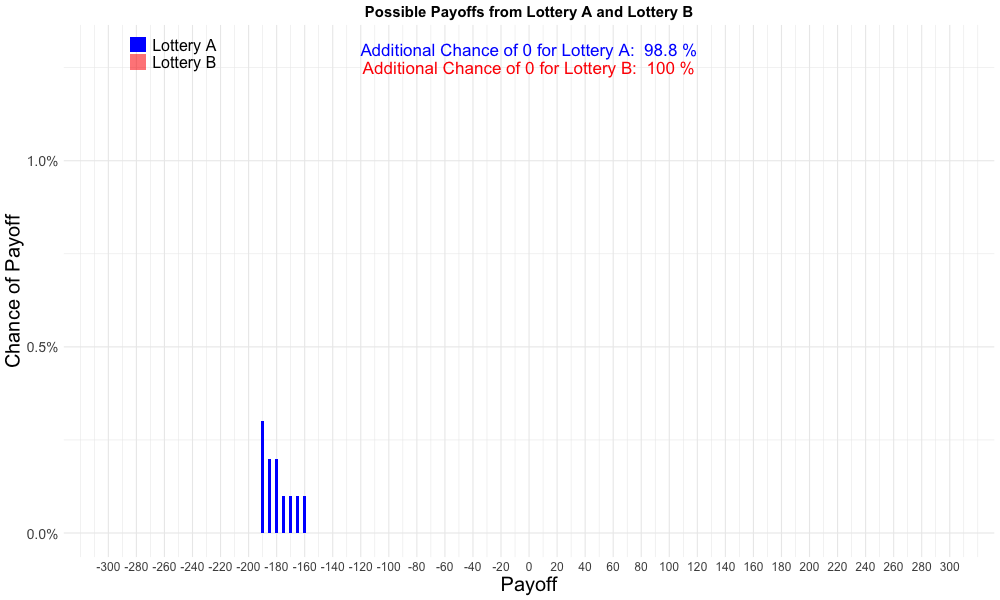 Possible Payoffs from Lottery A and Lottery B
Lottery A
Lottery B
Additional Chance of 0 for Lottery A: 98.8 %
Additional Chance of 0 for Lottery B: 100 %
Chance of Payoff
1.0%
0.5%
0.0%
-300 -280 -260 -240 -220 -200 -180 -160 -140 -120 -100 -80 -60 -40 -20 0 20 40 60 80 100 120 140 160 180 200 220 240 260 280 300
Payoff